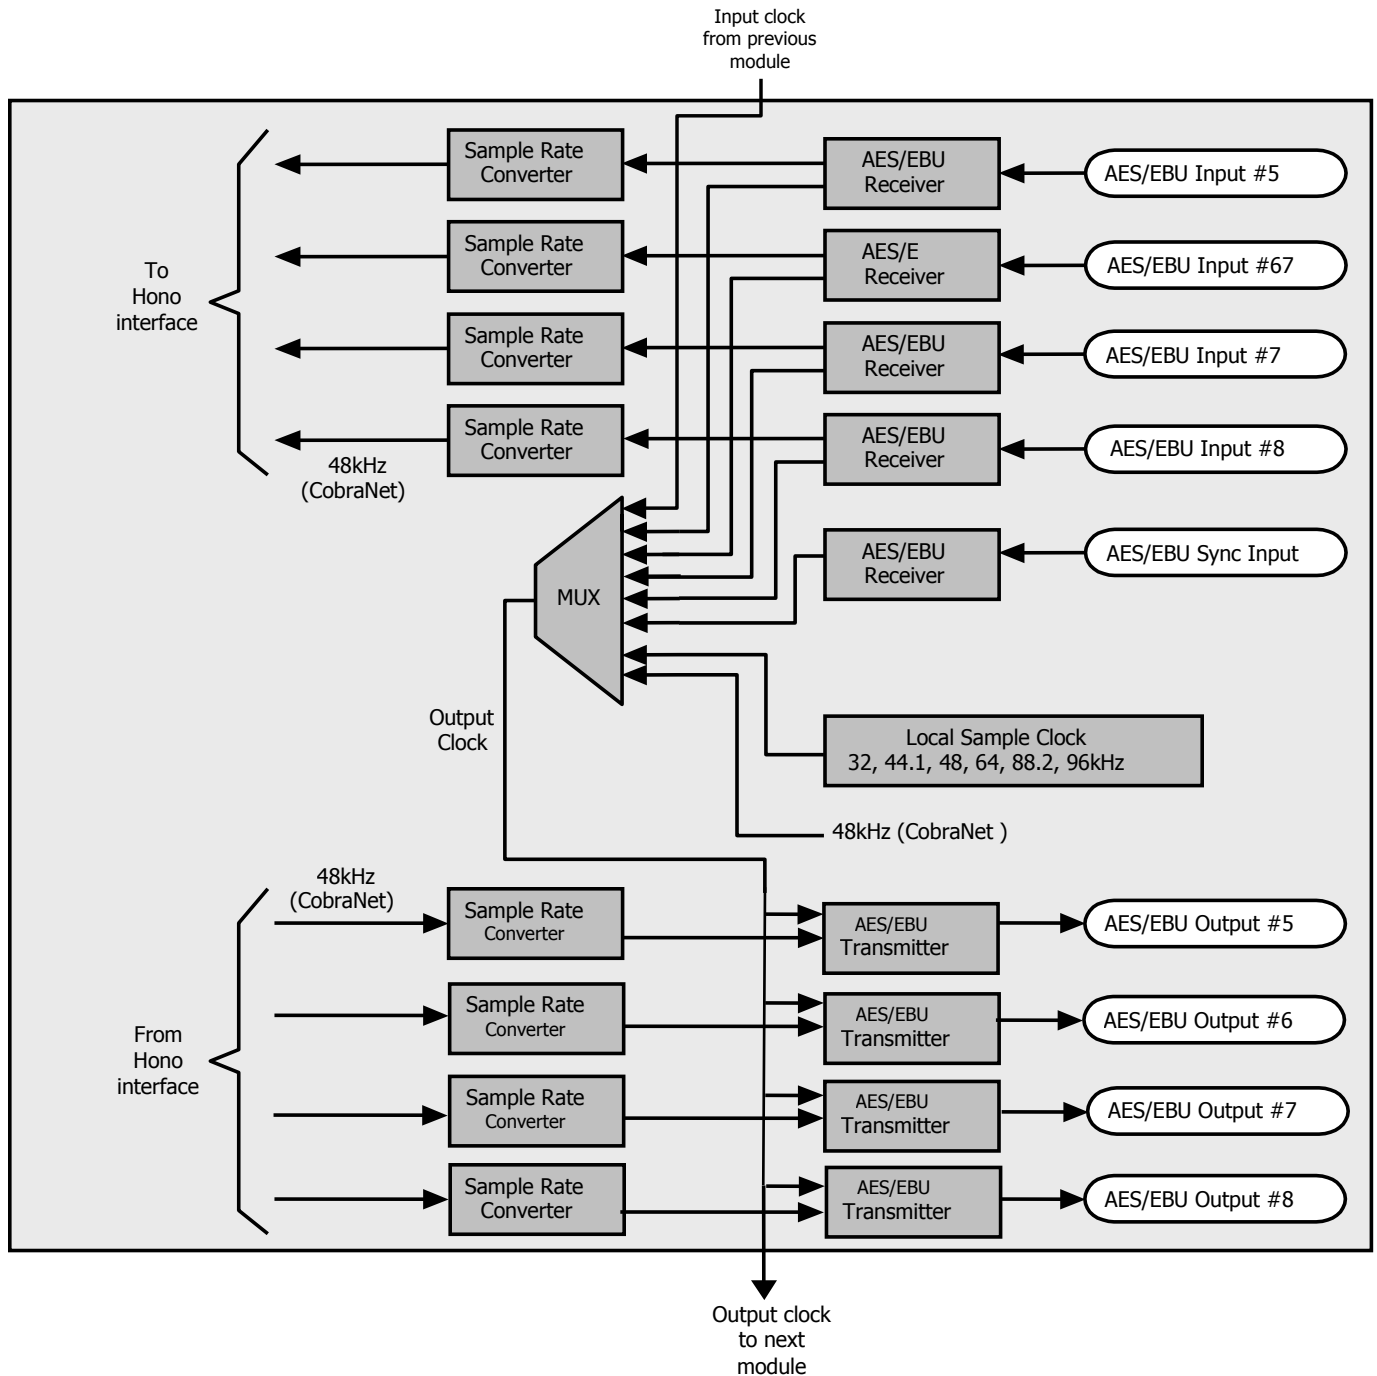 Input clock
from previous
module
Sample Rate
Converter
AES/EBU
Receiver
AES/EBU Input #5
Sample Rate
Converter
AES/E
Receiver
AES/EBU Input #67
To
Hono
interface
Sample Rate
Converter
AES/EBU
Receiver
AES/EBU Input #7
Sample Rate
Converter
AES/EBU
Receiver
AES/EBU Input #8
48kHz
(CobraNet)
AES/EBU
Receiver
AES/EBU Sync Input
MUX
Output
Clock
Local Sample Clock
32, 44.1, 48, 64, 88.2, 96kHz
48kHz (CobraNet )
48kHz
(CobraNet)
Sample Rate
Converter
AES/EBU
Transmitter
AES/EBU Output #5
Sample Rate
Converter
AES/EBU
Transmitter
AES/EBU Output #6
From
Hono
interface
Sample Rate
Converter
AES/EBU
Transmitter
AES/EBU Output #7
Sample Rate
Converter
AES/EBU
Transmitter
AES/EBU Output #8
Output clock
to next
module